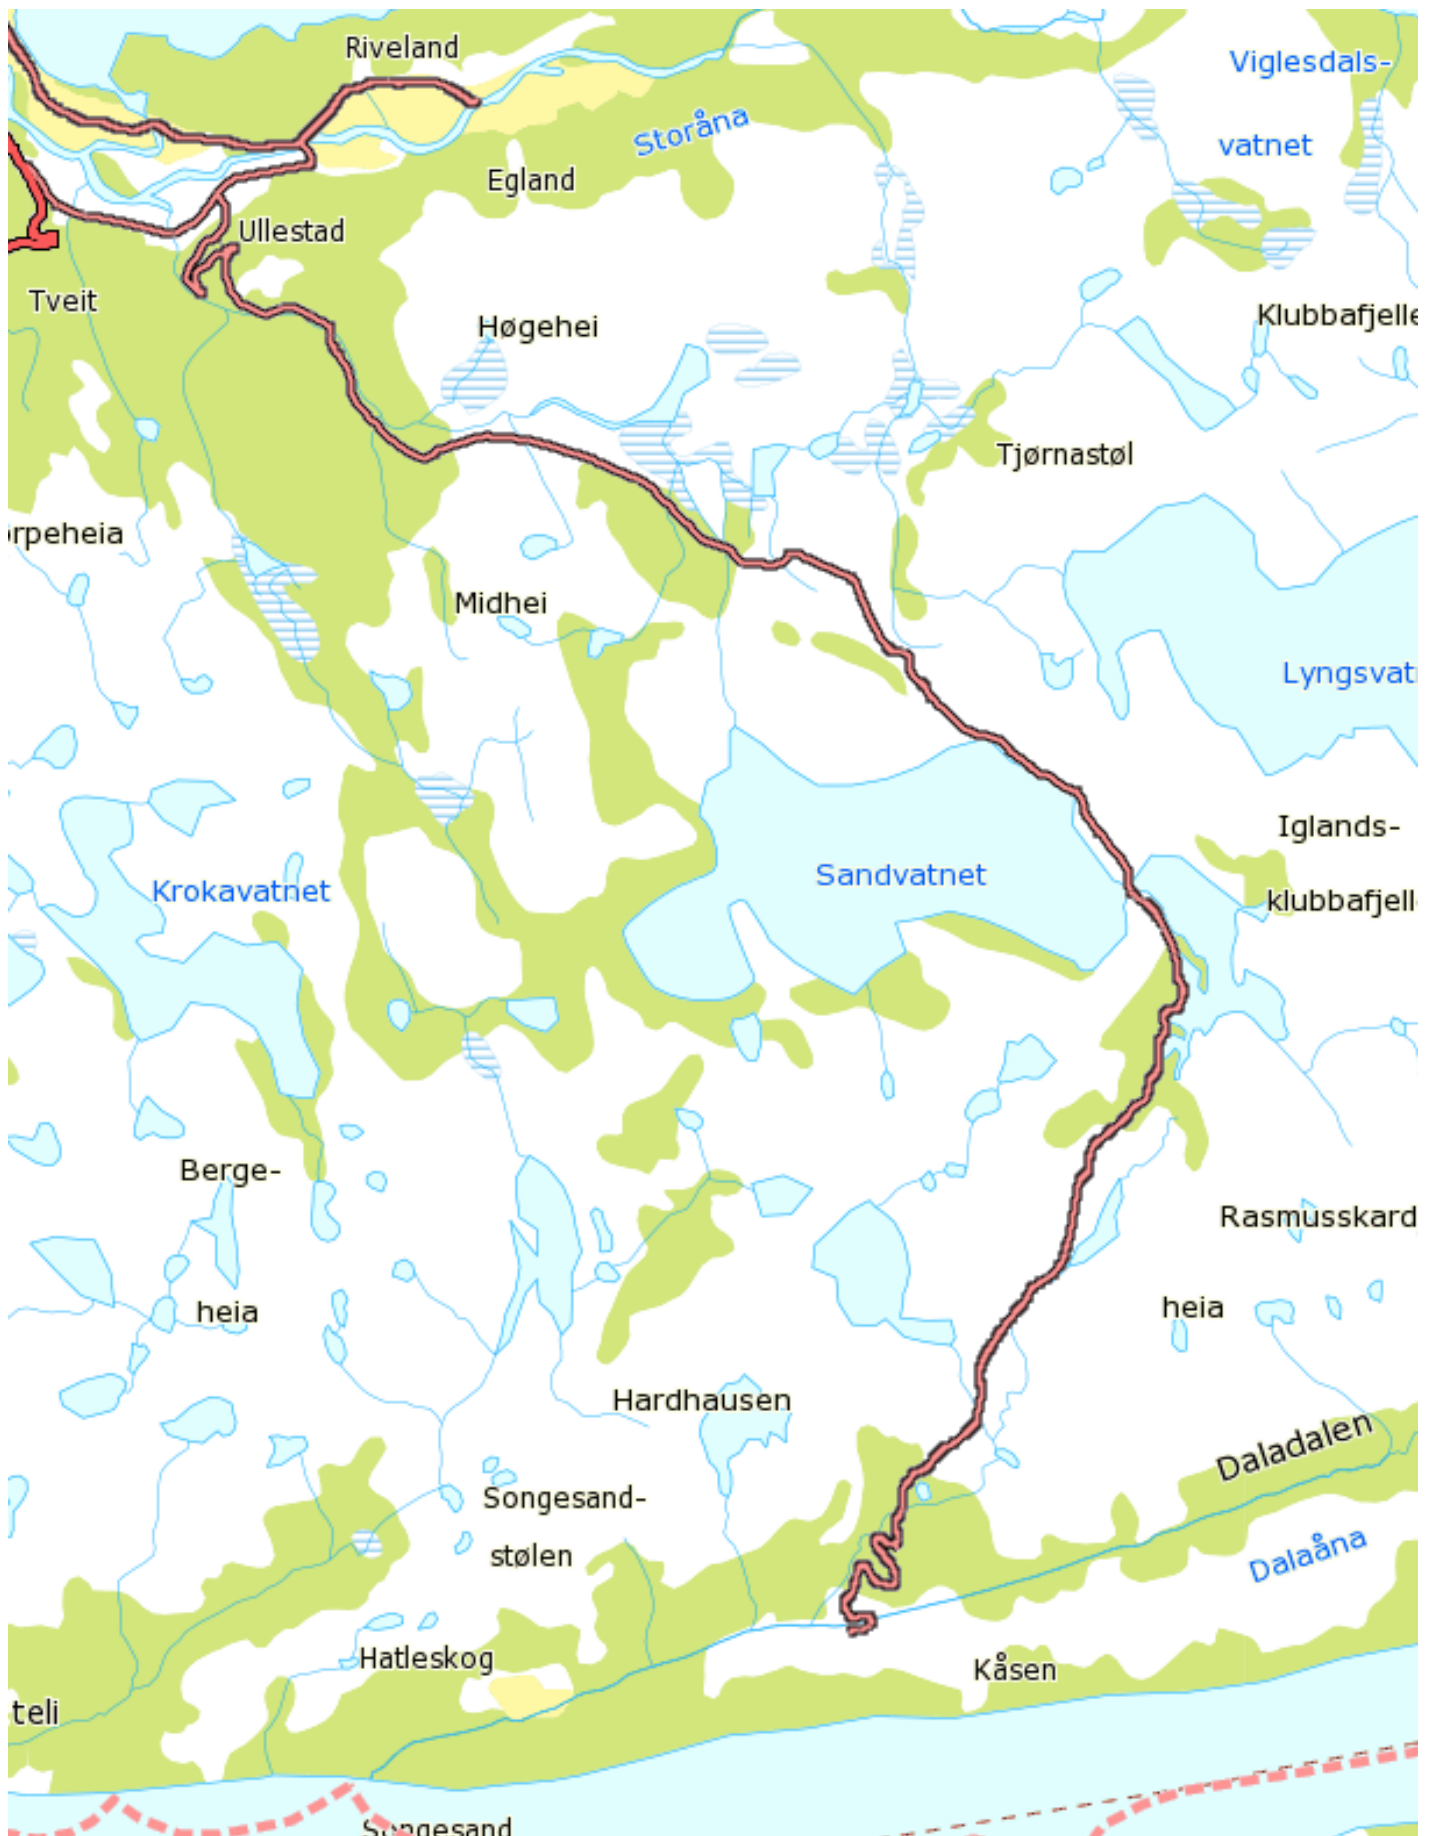 Riveland
Viglesdals-
Storåna
vatnet
Egland
Ullestad
Tveit
Høgehei
Klubbafjelle
Tjørnastøl
rpeheia
Midhei
Lyngsvat
Iglands-
Sandvatnet
Krokavatnet
klubbafjell
Berge-
Rasmusskard
heia
heia
Hardhausen
Daladalen
Songesand-
stølen
Dalaåna
Hatleskog
Kåsen
teli
Songesand